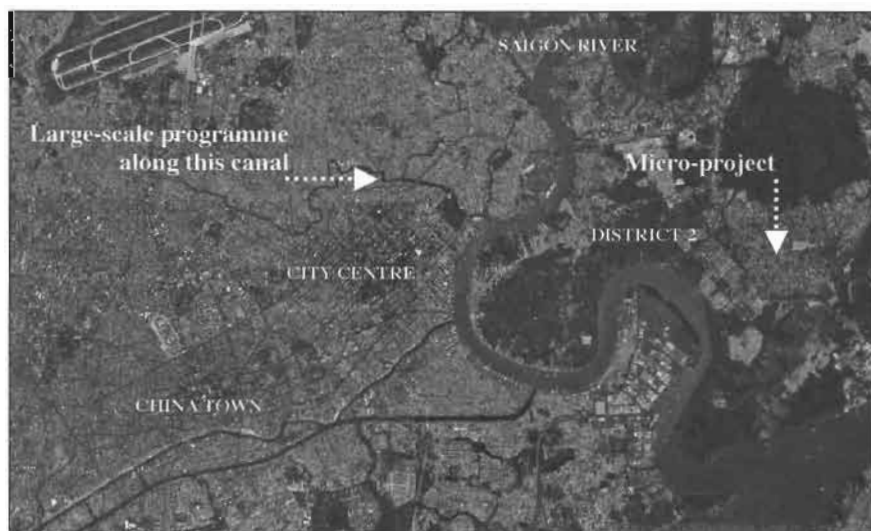 SAIGON RIVER
Large-scale programme
along this canal
Micro-project
DISTRICT 2
CITY CENTRE
CHINA TOWN